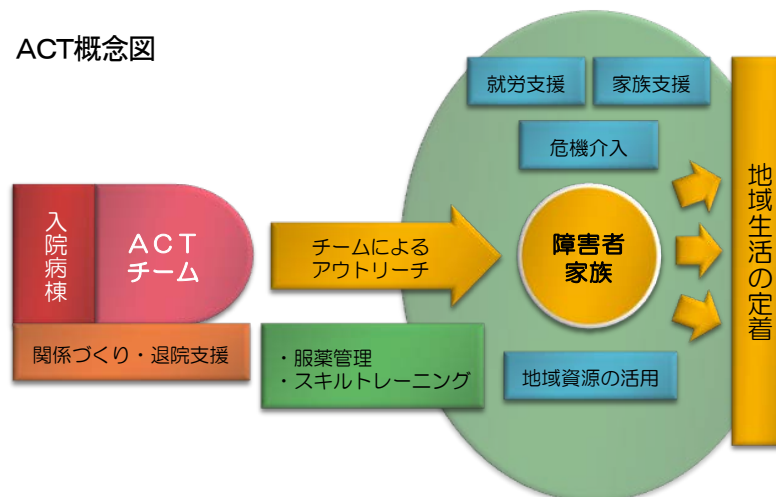 ACT概念図
就労支援
家族支援
危機介入
入院病棟
ACT
チーム
チームによる
アウトリーチ
障害者
家族
地域生活の定着
関係づくり・退院支援
・服薬管理
・スキルトレーニング
地域資源の活用